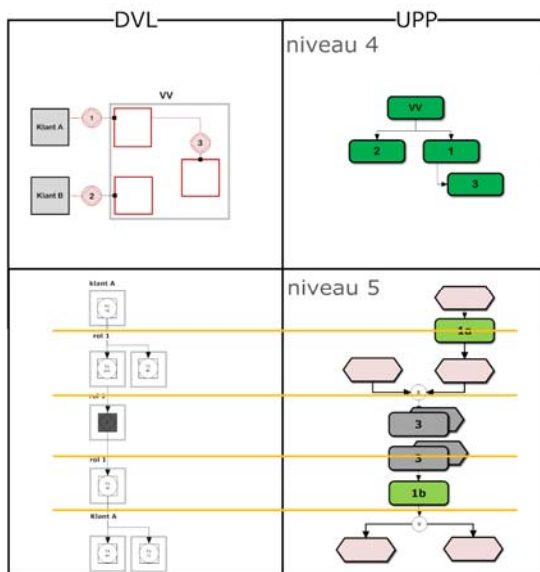 DVL
UPP
niveau 4
VV
Klant A
1
3
Klant B
2
VV
2
1
3
niveau 5
klant A
rol 1
rol 1
Klant A
1a
3
3
1b